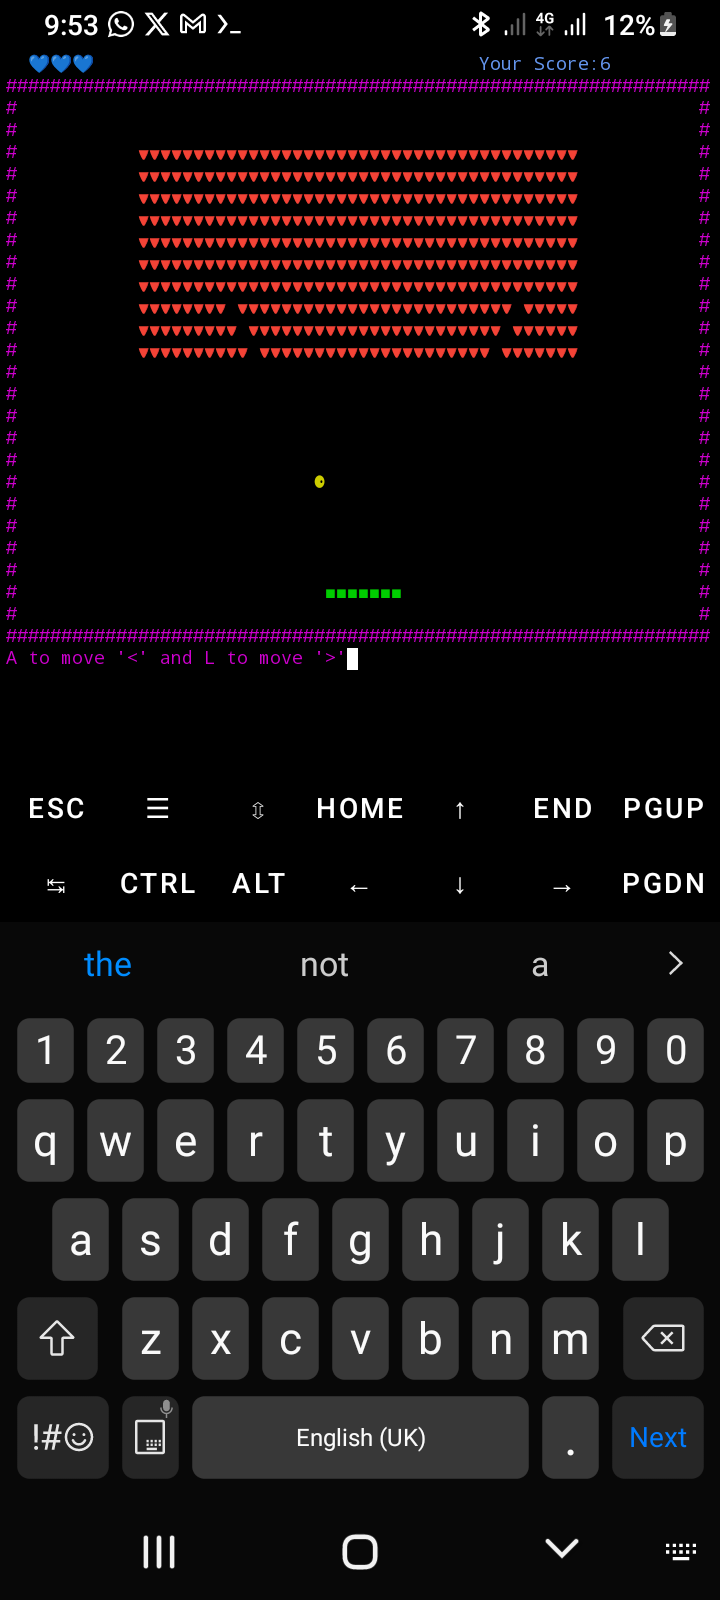 9:53 4G 12%
💙💙💙 Your Score:6
################################################################
# #
# #
# ▼▼▼▼▼▼▼▼▼▼▼▼▼▼▼▼▼▼▼▼▼▼▼▼▼▼▼▼▼▼▼▼▼▼▼▼▼▼▼▼ #
# ▼▼▼▼▼▼▼▼▼▼▼▼▼▼▼▼▼▼▼▼▼▼▼▼▼▼▼▼▼▼▼▼▼▼▼▼▼▼▼▼ #
# ▼▼▼▼▼▼▼▼▼▼▼▼▼▼▼▼▼▼▼▼▼▼▼▼▼▼▼▼▼▼▼▼▼▼▼▼▼▼▼▼ #
# ▼▼▼▼▼▼▼▼▼▼▼▼▼▼▼▼▼▼▼▼▼▼▼▼▼▼▼▼▼▼▼▼▼▼▼▼▼▼▼▼ #
# ▼▼▼▼▼▼▼▼▼▼▼▼▼▼▼▼▼▼▼▼▼▼▼▼▼▼▼▼▼▼▼▼▼▼▼▼▼▼▼▼ #
# ▼▼▼▼▼▼▼▼▼▼▼▼▼▼▼▼▼▼▼▼▼▼▼▼▼▼▼▼▼▼▼▼▼▼▼▼▼▼▼▼ #
# ▼▼▼▼▼▼▼▼▼▼▼▼▼▼▼▼▼▼▼▼▼▼▼▼▼▼▼▼▼▼▼▼▼▼▼▼▼▼▼▼ #
# ▼▼▼▼▼▼▼▼ ▼▼▼▼▼▼▼▼▼▼▼▼▼▼▼▼▼▼▼▼▼▼▼▼▼ ▼▼▼▼▼ #
# ▼▼▼▼▼▼▼▼▼ ▼▼▼▼▼▼▼▼▼▼▼▼▼▼▼▼▼▼▼▼▼▼▼ ▼▼▼▼▼▼ #
# ▼▼▼▼▼▼▼▼▼▼ ▼▼▼▼▼▼▼▼▼▼▼▼▼▼▼▼▼▼▼▼▼ ▼▼▼▼▼▼▼ #
# #
# #
# #
# #
# #
# #
# #
# #
# #
# #
# ■■■■■■■ #
# #
################################################################
A to move '<' and L to move '>'
ESC ☰ ⇳ HOME ↑ END PGUP
↹ CTRL ALT ← ↓ → PGDN
the not a
1 2 3 4 5 6 7 8 9 0
q w e r t y u i o p
a s d f g h j k l
z x c v b n m
!#☺ English (UK) . Next